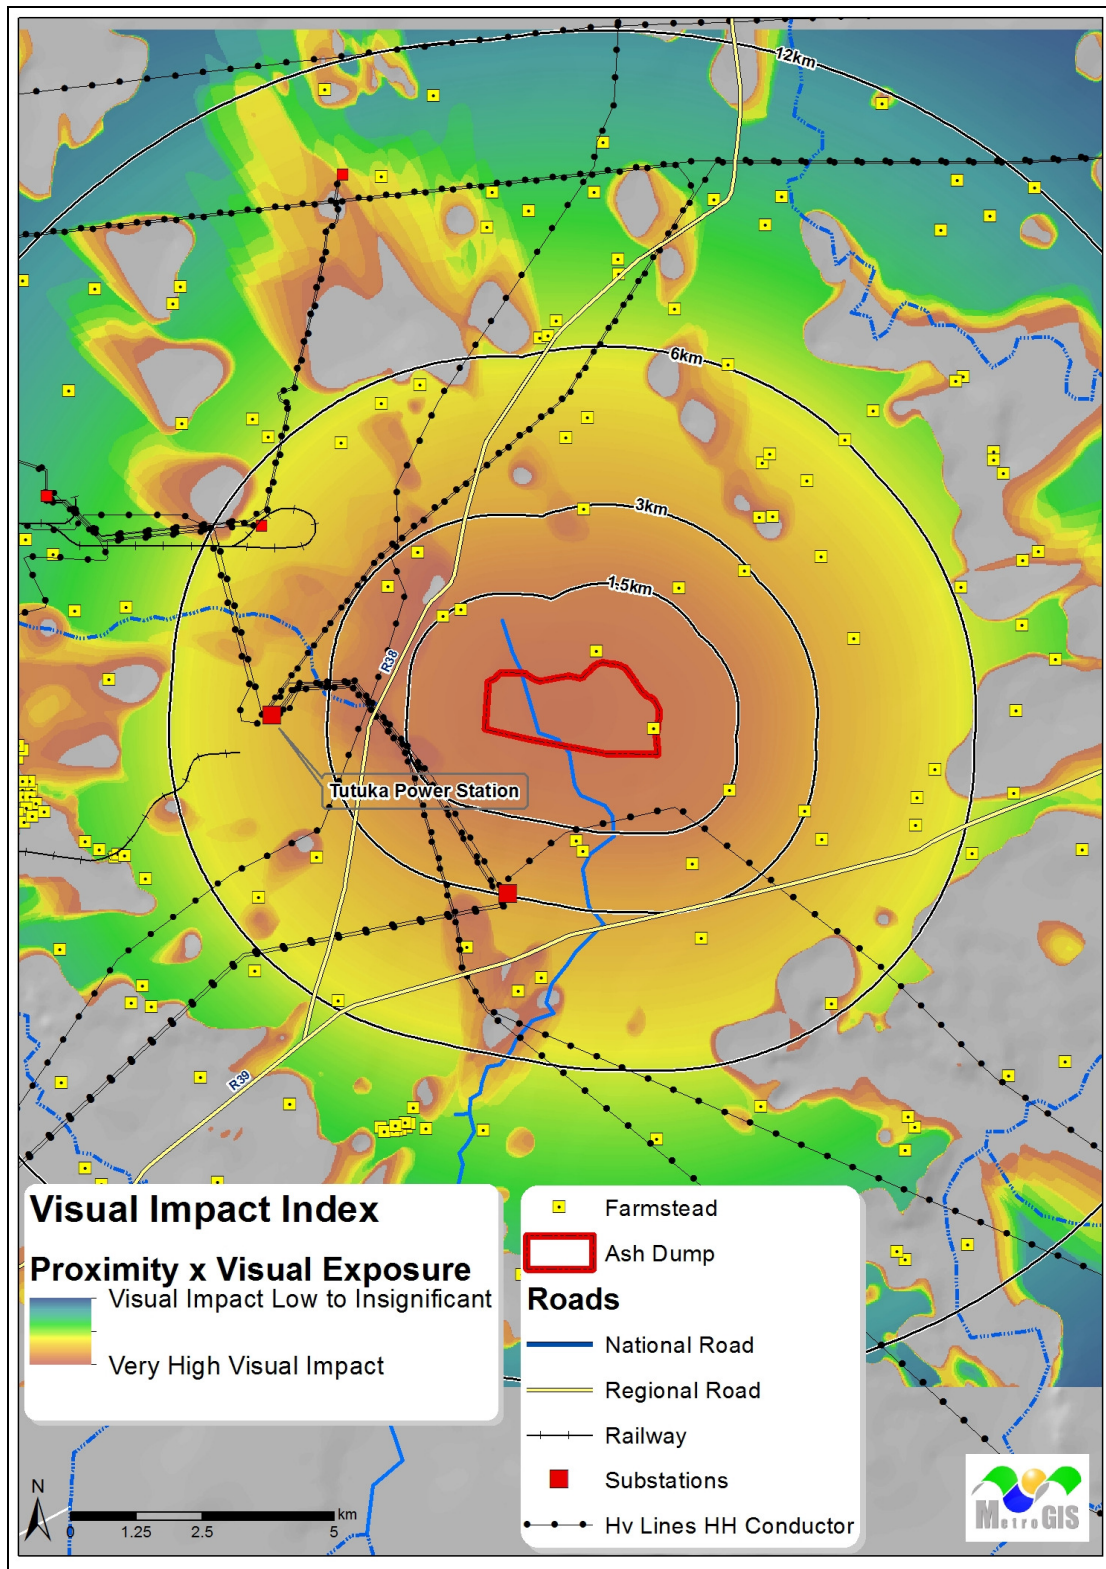 12km
6km
3km
1.5km
R38
Tutuka Power Station
R39
Visual Impact Index
Proximity x Visual Exposure
Visual Impact Low to Insignificant
Very High Visual Impact
Farmstead
Ash Dump
Roads
National Road
Regional Road
Railway
Substations
Hv Lines HH Conductor
N
km
0 1.25 2.5 5
MetroGIS